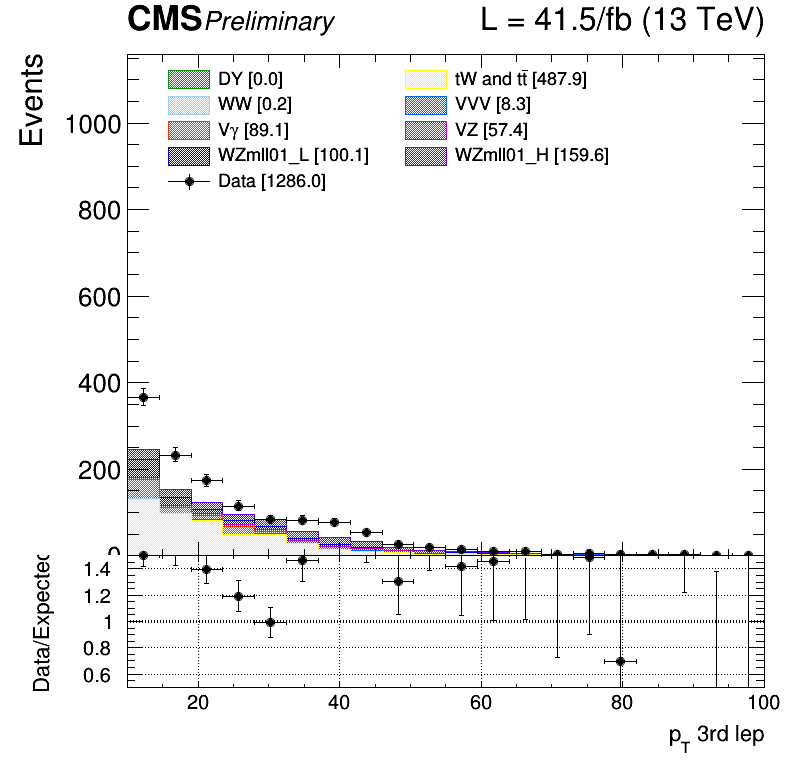 CMS Preliminary L = 41.5/fb (13 TeV)
Events
DY [0.0] tW and tt̄ [487.9]
WW [0.2] VVV [8.3]
Vγ [89.1] VZ [57.4]
WZmll01_L [100.1] WZmll01_H [159.6]
Data [1286.0]
1000
800
600
400
200
0
Data/Expected
1.4
1.2
1
0.8
0.6
20 40 60 80 100
p_T 3rd lep